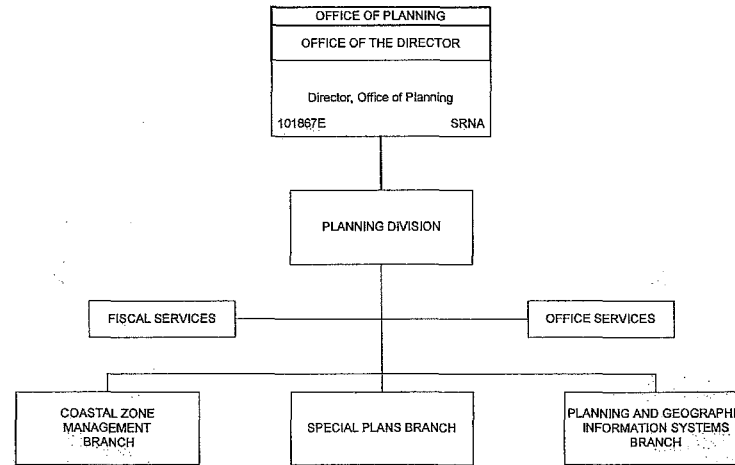 OFFICE OF PLANNING
OFFICE OF THE DIRECTOR
Director, Office of Planning
101867E SRNA
PLANNING DIVISION
FISCAL SERVICES
OFFICE SERVICES
COASTAL ZONE
MANAGEMENT
BRANCH
SPECIAL PLANS BRANCH
PLANNING AND GEOGRAPHI
INFORMATION SYSTEMS
BRANCH